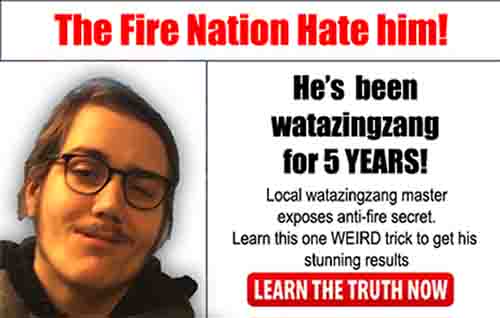 The Fire Nation Hate him!
He's been
watazingzang
for 5 YEARS!
Local watazingzang master
exposes anti-fire secret.
Learn this one WEIRD trick to get his
stunning results
LEARN THE TRUTH NOW